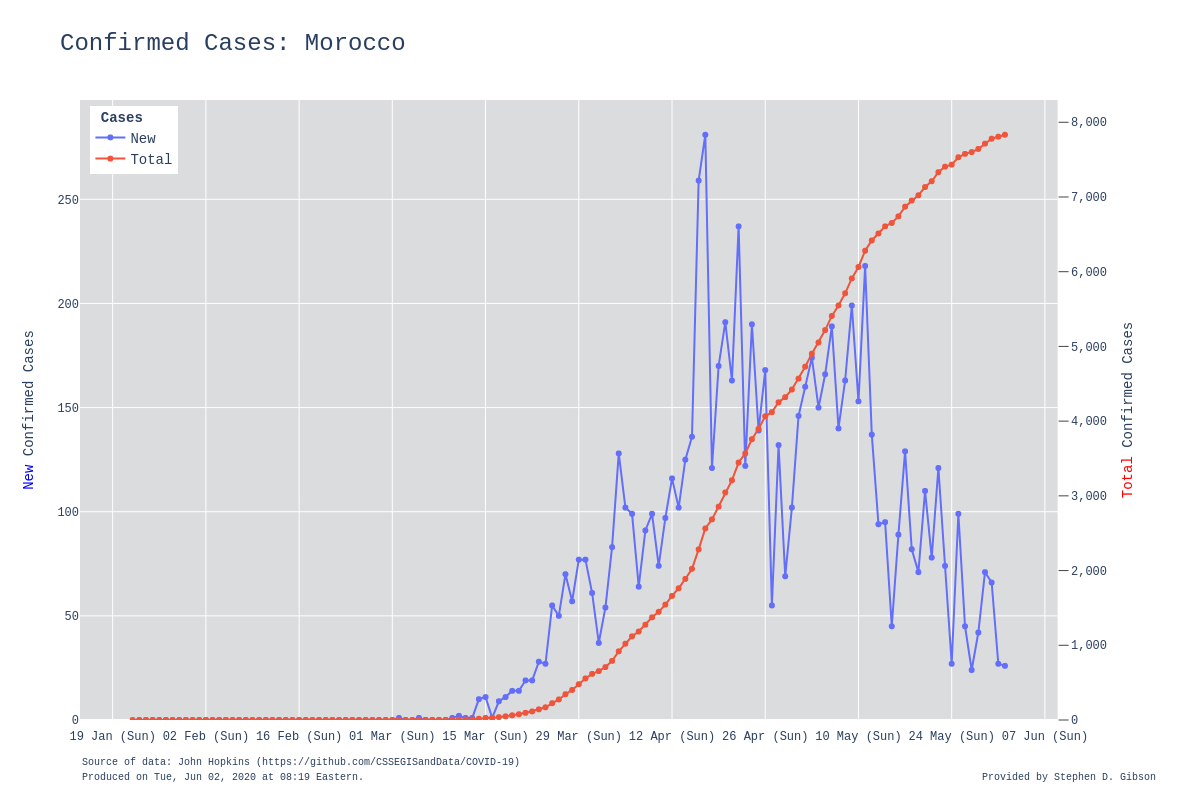 Confirmed Cases: Morocco
Cases
New
Total
250
200
150
100
50
0
New Confirmed Cases
8,000
7,000
6,000
5,000
4,000
3,000
2,000
1,000
0
Total Confirmed Cases
19 Jan (Sun) 02 Feb (Sun) 16 Feb (Sun) 01 Mar (Sun) 15 Mar (Sun) 29 Mar (Sun) 12 Apr (Sun) 26 Apr (Sun) 10 May (Sun) 24 May (Sun) 07 Jun (Sun)
Source of data: John Hopkins (https://github.com/CSSEGISandData/COVID-19)
Produced on Tue, Jun 02, 2020 at 08:19 Eastern.
Provided by Stephen D. Gibson